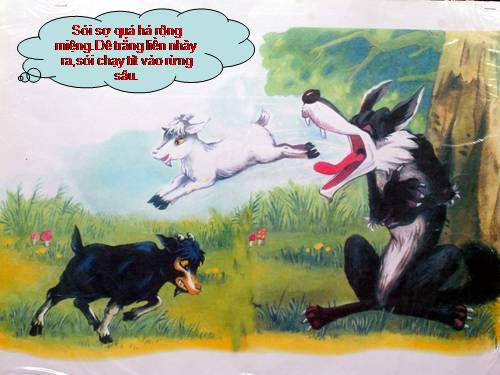 Sói sợ quá há rộng
miệng. Dê trắng liền nhảy
ra, sói chạy tít vào rừng
sâu.